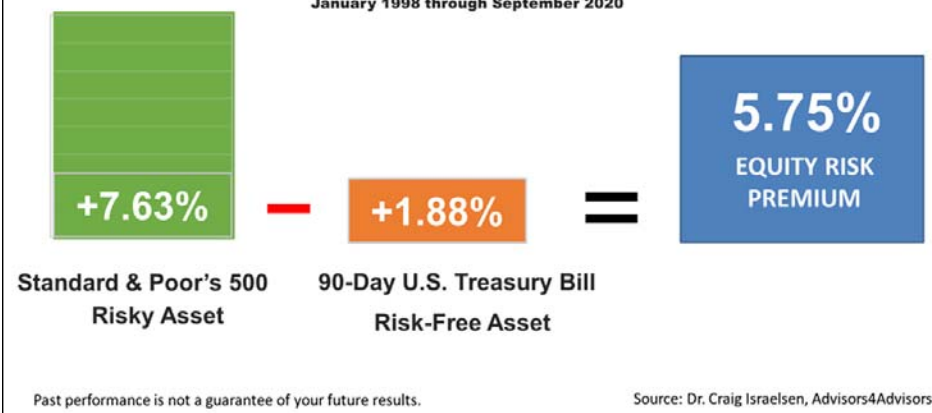 January 1998 through September 2020
+7.63%
+1.88%
5.75%
EQUITY RISK
PREMIUM
Standard & Poor's 500
Risky Asset
90-Day U.S. Treasury Bill
Risk-Free Asset
Past performance is not a guarantee of your future results.
Source: Dr. Craig Israelsen, Advisors4Advisors